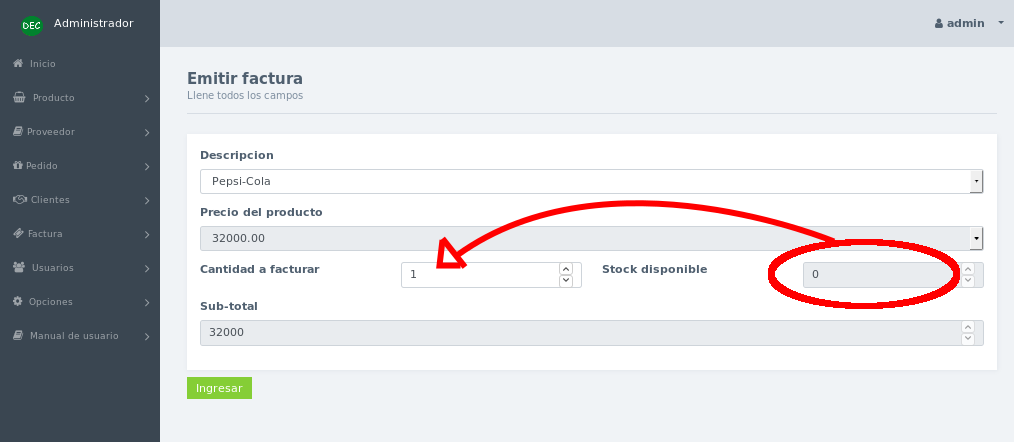 DEC Administrador
admin
Inicio
Producto
Proveedor
Pedido
Clientes
Factura
Usuarios
Opciones
Manual de usuario
Emitir factura
Llene todos los campos
Descripcion
Pepsi-Cola
Precio del producto
32000.00
Cantidad a facturar 1 Stock disponible 0
Sub-total
32000
Ingresar